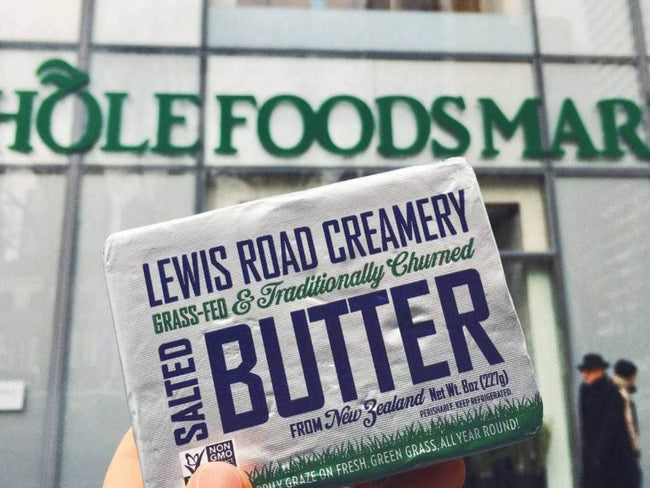 HOLE FOODS MAR
LEWIS ROAD CREAMERY
GRASS-FED & Traditionally Churned
SALTED
BUTTER
FROM New Zealand Net Wt. 8oz (227g)
PERISHABLE. KEEP REFRIGERATED.
NON
GMO
GRAZE ON FRESH, GREEN GRASS, ALL YEAR ROUND!